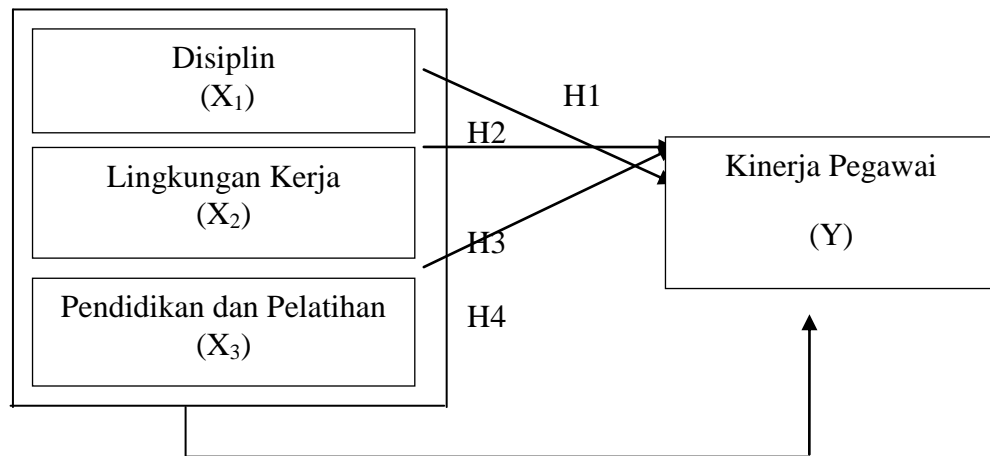 Disiplin
(X₁)
H1
H2
Lingkungan Kerja
(X₂)
Kinerja Pegawai
(Y)
H3
Pendidikan dan Pelatihan
(X₃)
H4